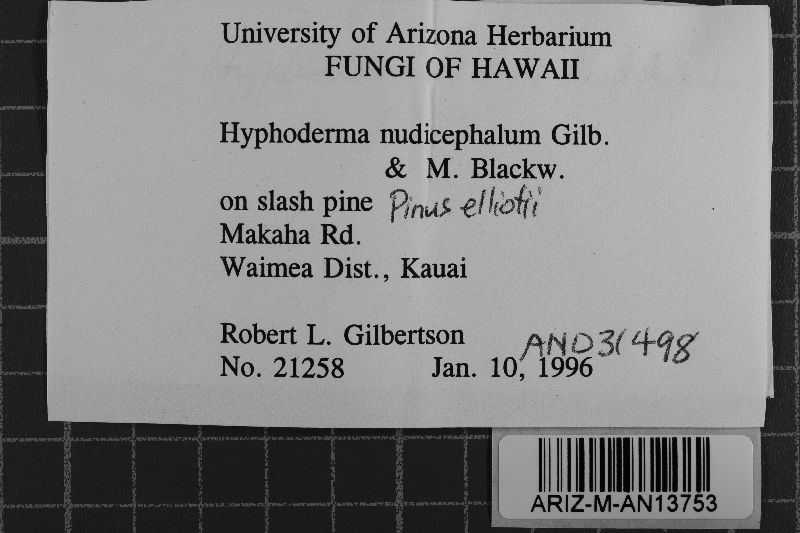 University of Arizona Herbarium
FUNGI OF HAWAII
Hyphoderma nudicephalum Gilb.
& M. Blackw.
on slash pine Pinus elliotii
Makaha Rd.
Waimea Dist., Kauai
Robert L. Gilbertson
AN031498
No. 21258 Jan. 10, 1996
ARIZ-M-AN13753